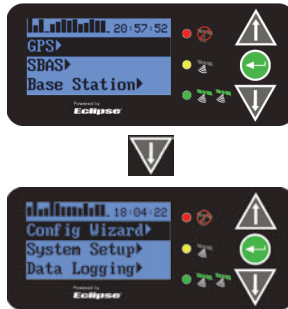 20:57:52
GPS
SBAS
Base Station
Powered by
Eclipse
18:04:22
Config Wizard
System Setup
Data Logging
Powered by
Eclipse